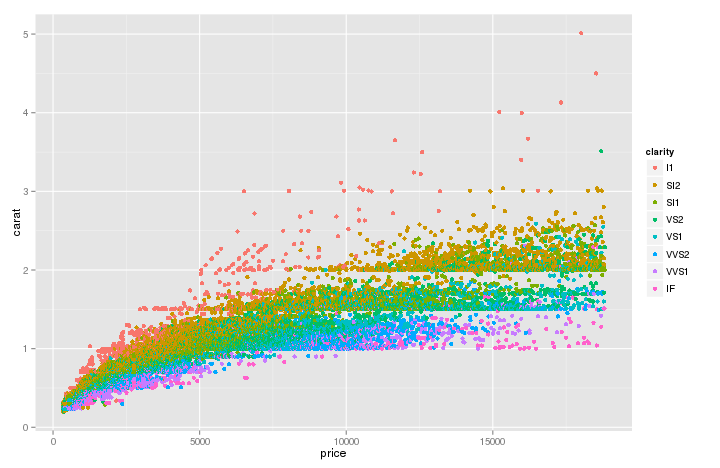 5
4
3
2
1
0
carat
0 5000 10000 15000
price
clarity
I1
SI2
SI1
VS2
VS1
VVS2
VVS1
IF